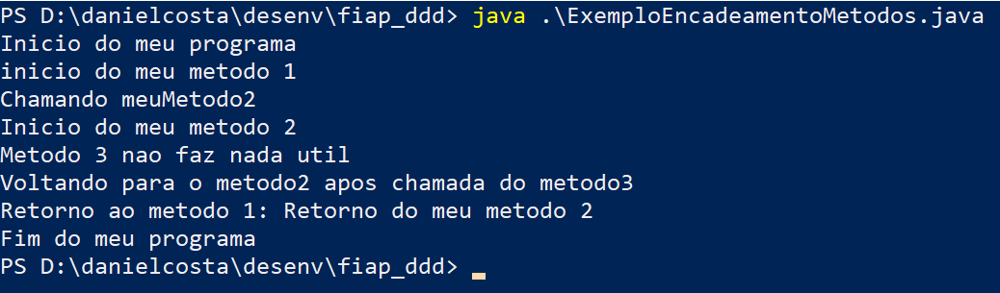 PS D:\danielcosta\desenv\fiap_ddd> java .\ExemploEncadeamentoMetodos.java
Inicio do meu programa
inicio do meu metodo 1
Chamando meuMetodo2
Inicio do meu metodo 2
Metodo 3 nao faz nada util
Voltando para o metodo2 apos chamada do metodo3
Retorno ao metodo 1: Retorno do meu metodo 2
Fim do meu programa
PS D:\danielcosta\desenv\fiap_ddd>